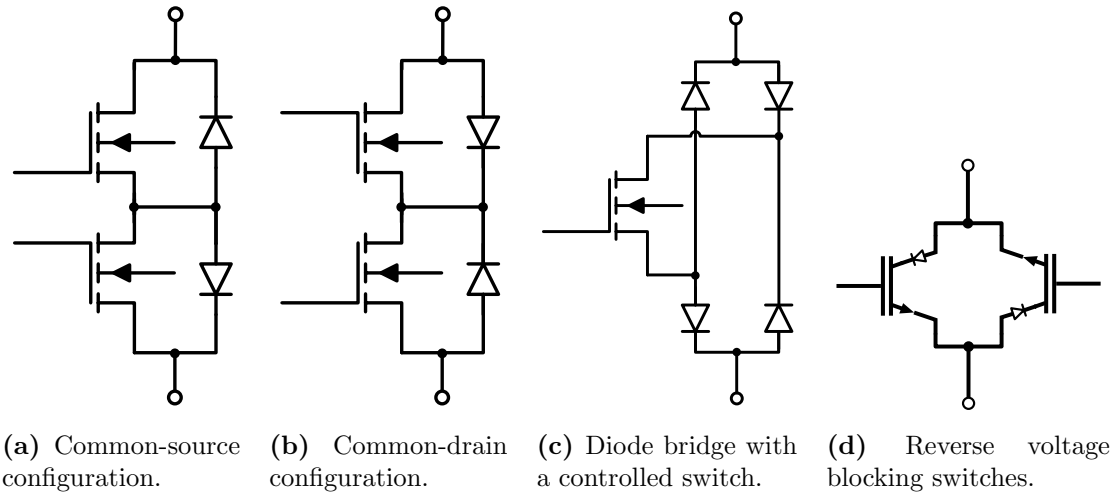 (a) Common-source configuration.
(b) Common-drain configuration.
(c) Diode bridge with a controlled switch.
(d) Reverse voltage blocking switches.